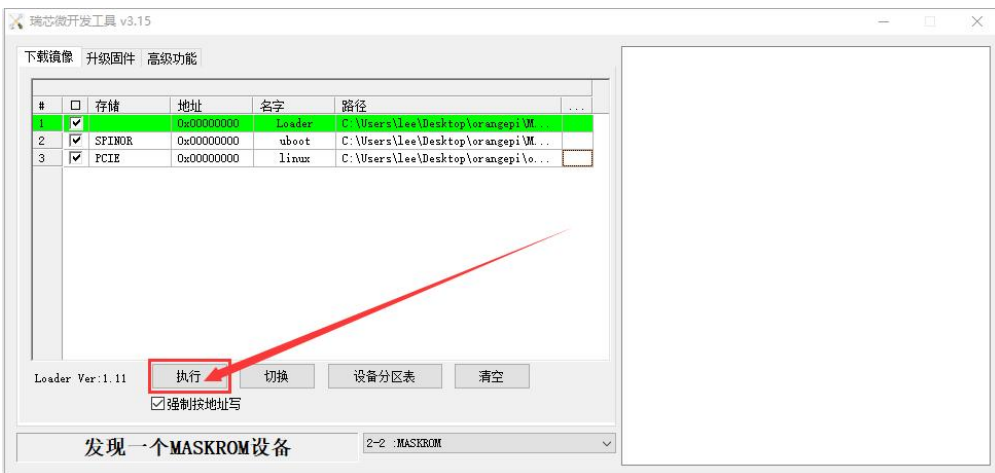 瑞芯微开发工具 v3.15
下载镜像 升级固件 高级功能
# 存储 地址 名字 路径 ...
1 0x00000000 Loader C:\Users\lee\Desktop\orangepi\M...
2 SPINOR 0x00000000 uboot C:\Users\lee\Desktop\orangepi\M...
3 PCIE 0x00000000 linux C:\Users\lee\Desktop\orangepi\o...
Loader Ver:1.11 执行 切换 设备分区表 清空
强制按地址写
发现一个MASKROM设备 2-2 :MASKROM